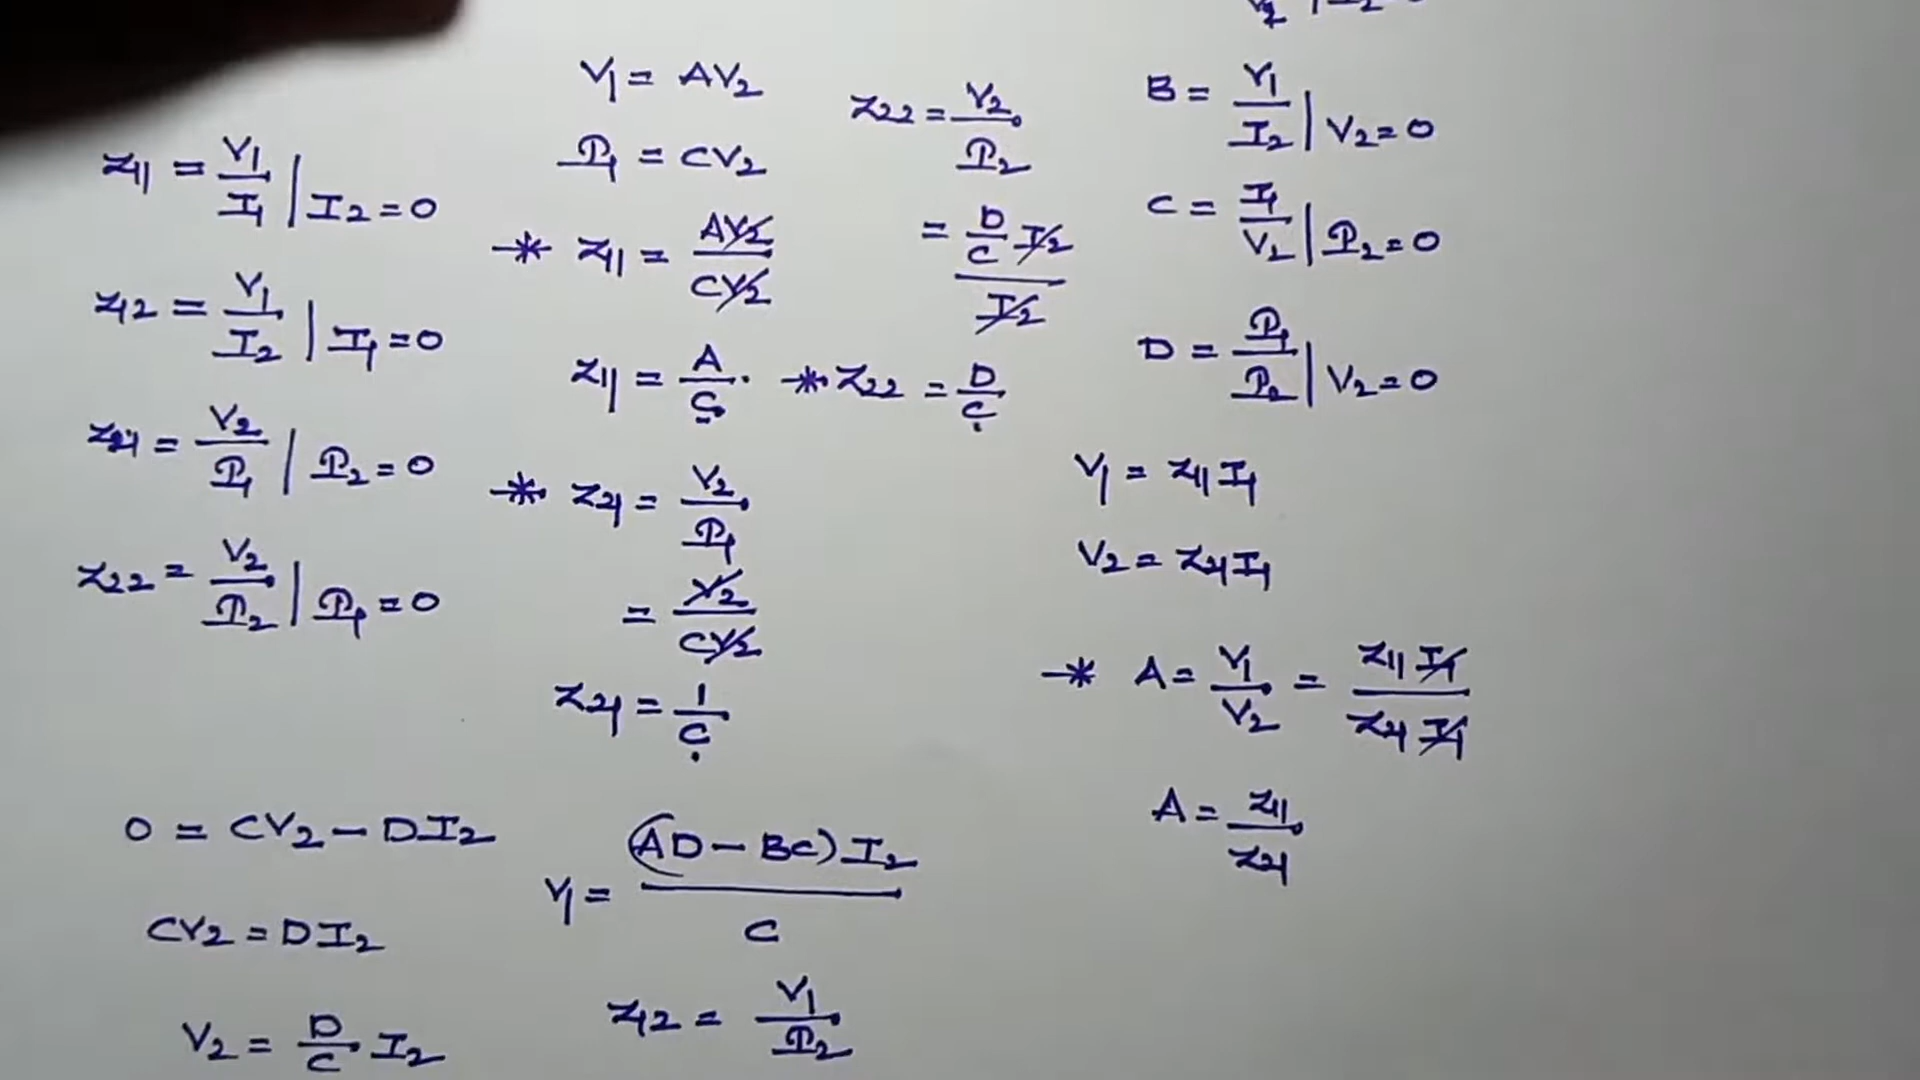 Z11 = V1/I1 | I2 = 0
Z12 = V1/I2 | I1 = 0
Z21 = V2/I1 | I2 = 0
Z22 = V2/I2 | I1 = 0
0 = CV2 - DI2
CV2 = DI2
V2 = D/C I2
V1 = AV2
I1 = CV2
* Z11 = AV2/CV2
Z11 = A/C
* Z21 = V2/I1
= V2/CV2
Z21 = 1/C
V1 = (AD - BC) I2 / C
Z12 = V1/I2
Z22 = V2/I2
= D/C I2 / I2
* Z22 = D/C
B = V1/I2 | V2 = 0
C = I1/V2 | I2 = 0
D = I1/I2 | V2 = 0
V1 = Z11 I1
V2 = Z21 I1
* A = V1/V2 = Z11 I1 / Z21 I1
A = Z11/Z21